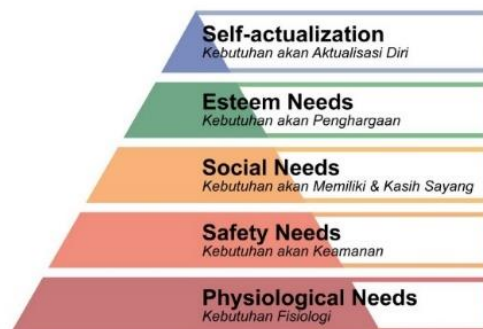 Self-actualization
Kebutuhan akan Aktualisasi Diri
Esteem Needs
Kebutuhan akan Penghargaan
Social Needs
Kebutuhan akan Memiliki & Kasih Sayang
Safety Needs
Kebutuhan akan Keamanan
Physiological Needs
Kebutuhan Fisiologi